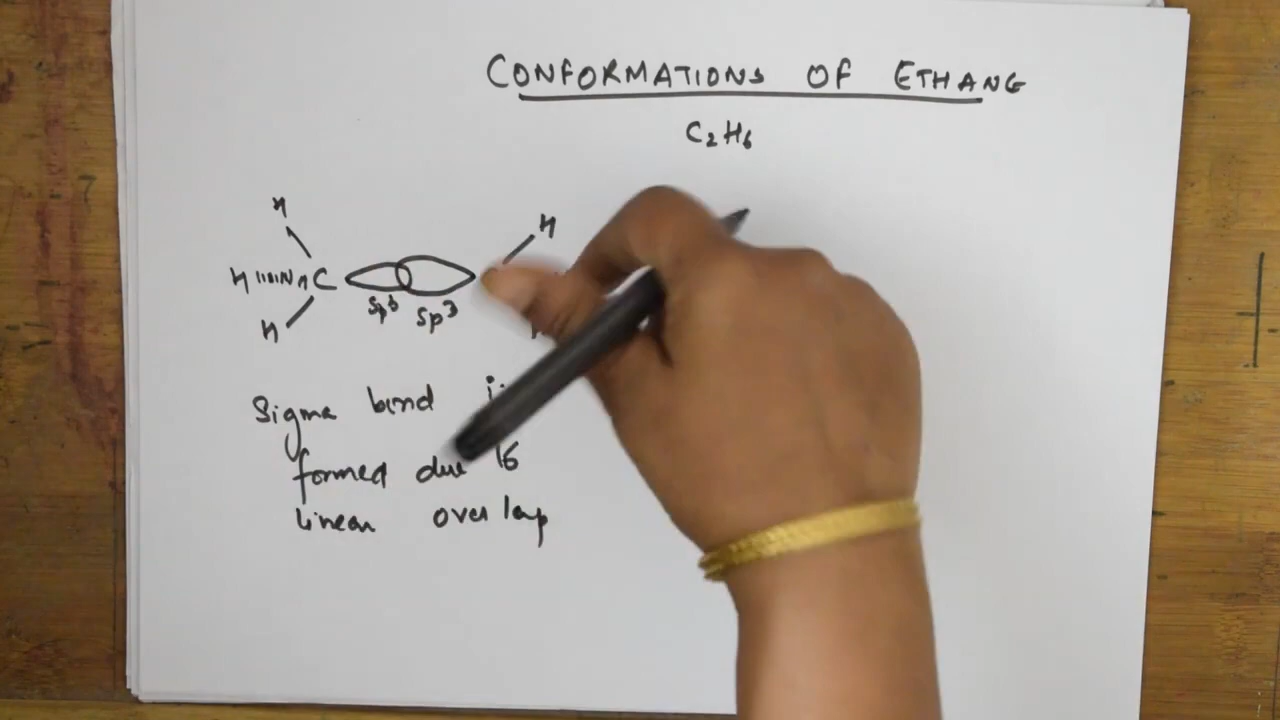 CONFORMATIONS OF ETHANE
C₂H₆
H
H
H C
H
sp³ sp³
Sigma bond
formed due to
linear overlap